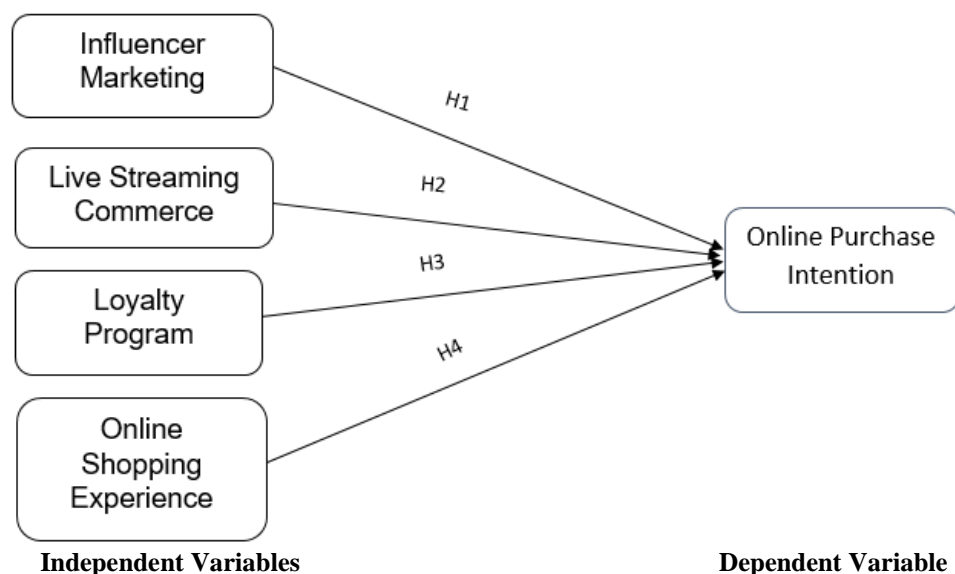 Influencer
Marketing
H1
Live Streaming
Commerce
H2
Online Purchase
Intention
H3
Loyalty
Program
H4
Online
Shopping
Experience
Independent Variables
Dependent Variable